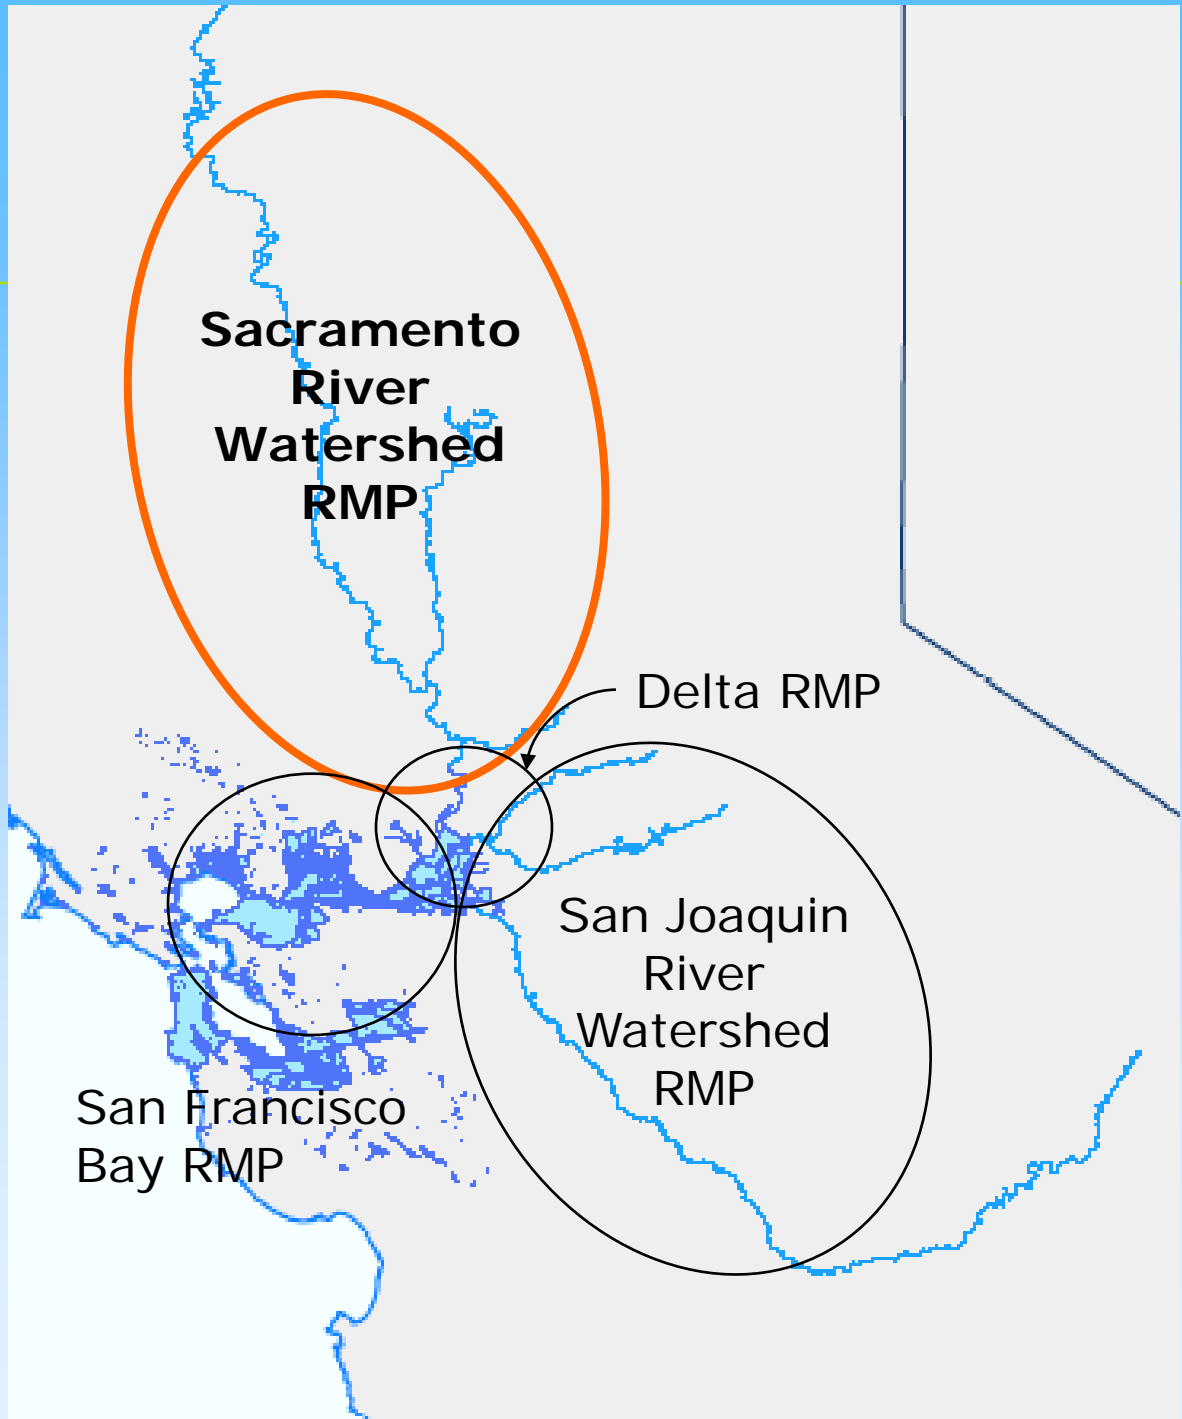 Sacramento
River
Watershed
RMP
Delta RMP
San Joaquin
River
Watershed
RMP
San Francisco
Bay RMP